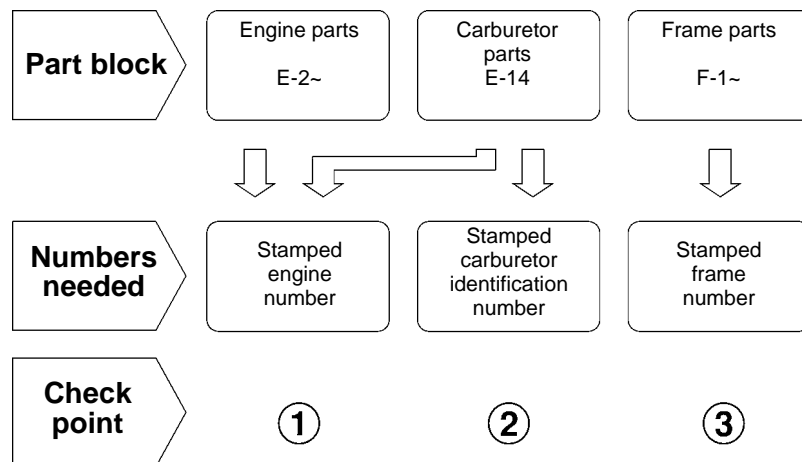 Part block
Engine parts
E-2~
Carburetor
parts
E-14
Frame parts
F-1~
Numbers
needed
Stamped
engine
number
Stamped
carburetor
identification
number
Stamped
frame
number
Check
point
1
2
3